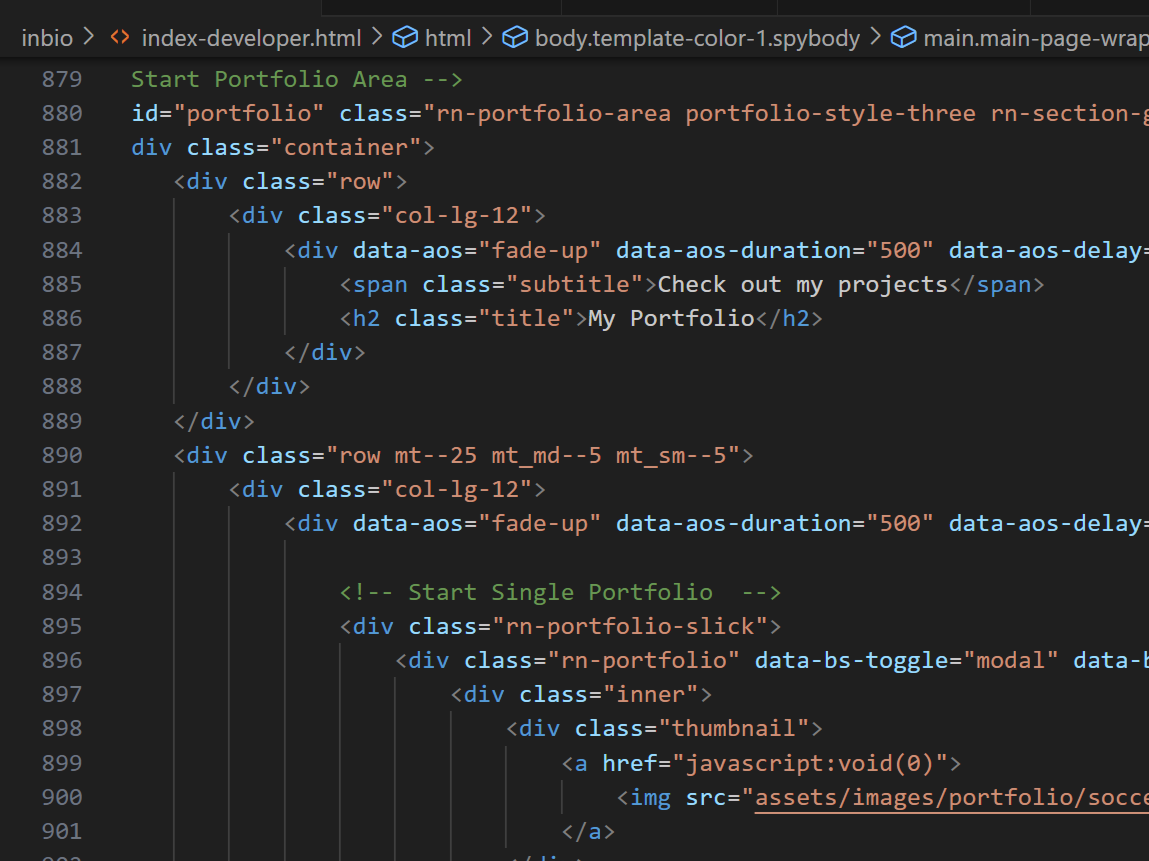 inbio > <> index-developer.html > html > body.template-color-1.spybody > main.main-page-wrap
879 Start Portfolio Area -->
880 id="portfolio" class="rn-portfolio-area portfolio-style-three rn-section-g
881 div class="container">
882 <div class="row">
883 <div class="col-lg-12">
884 <div data-aos="fade-up" data-aos-duration="500" data-aos-delay=
885 <span class="subtitle">Check out my projects</span>
886 <h2 class="title">My Portfolio</h2>
887 </div>
888 </div>
889 </div>
890 <div class="row mt--25 mt_md--5 mt_sm--5">
891 <div class="col-lg-12">
892 <div data-aos="fade-up" data-aos-duration="500" data-aos-delay=
893
894 <!-- Start Single Portfolio  -->
895 <div class="rn-portfolio-slick">
896 <div class="rn-portfolio" data-bs-toggle="modal" data-b
897 <div class="inner">
898 <div class="thumbnail">
899 <a href="javascript:void(0)">
900 <img src="assets/images/portfolio/socce
901 </a>